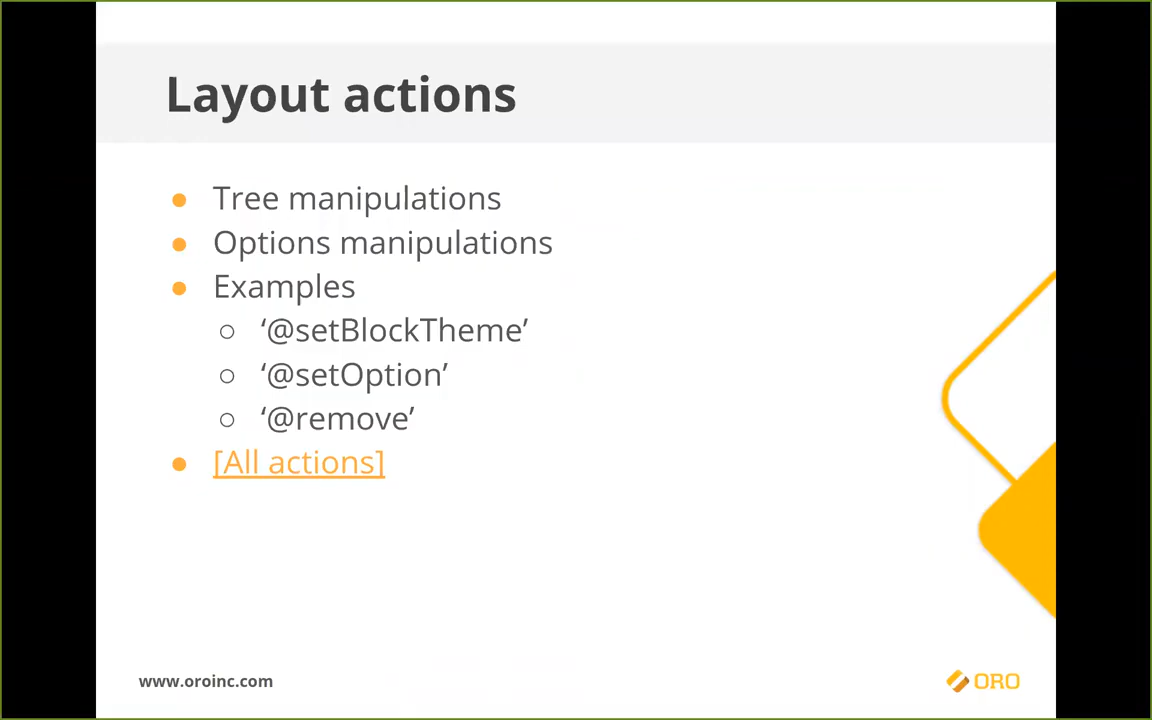 Layout actions
● Tree manipulations
● Options manipulations
● Examples
○ ‘@setBlockTheme’
○ ‘@setOption’
○ ‘@remove’
● [All actions]
www.oroinc.com
ORO